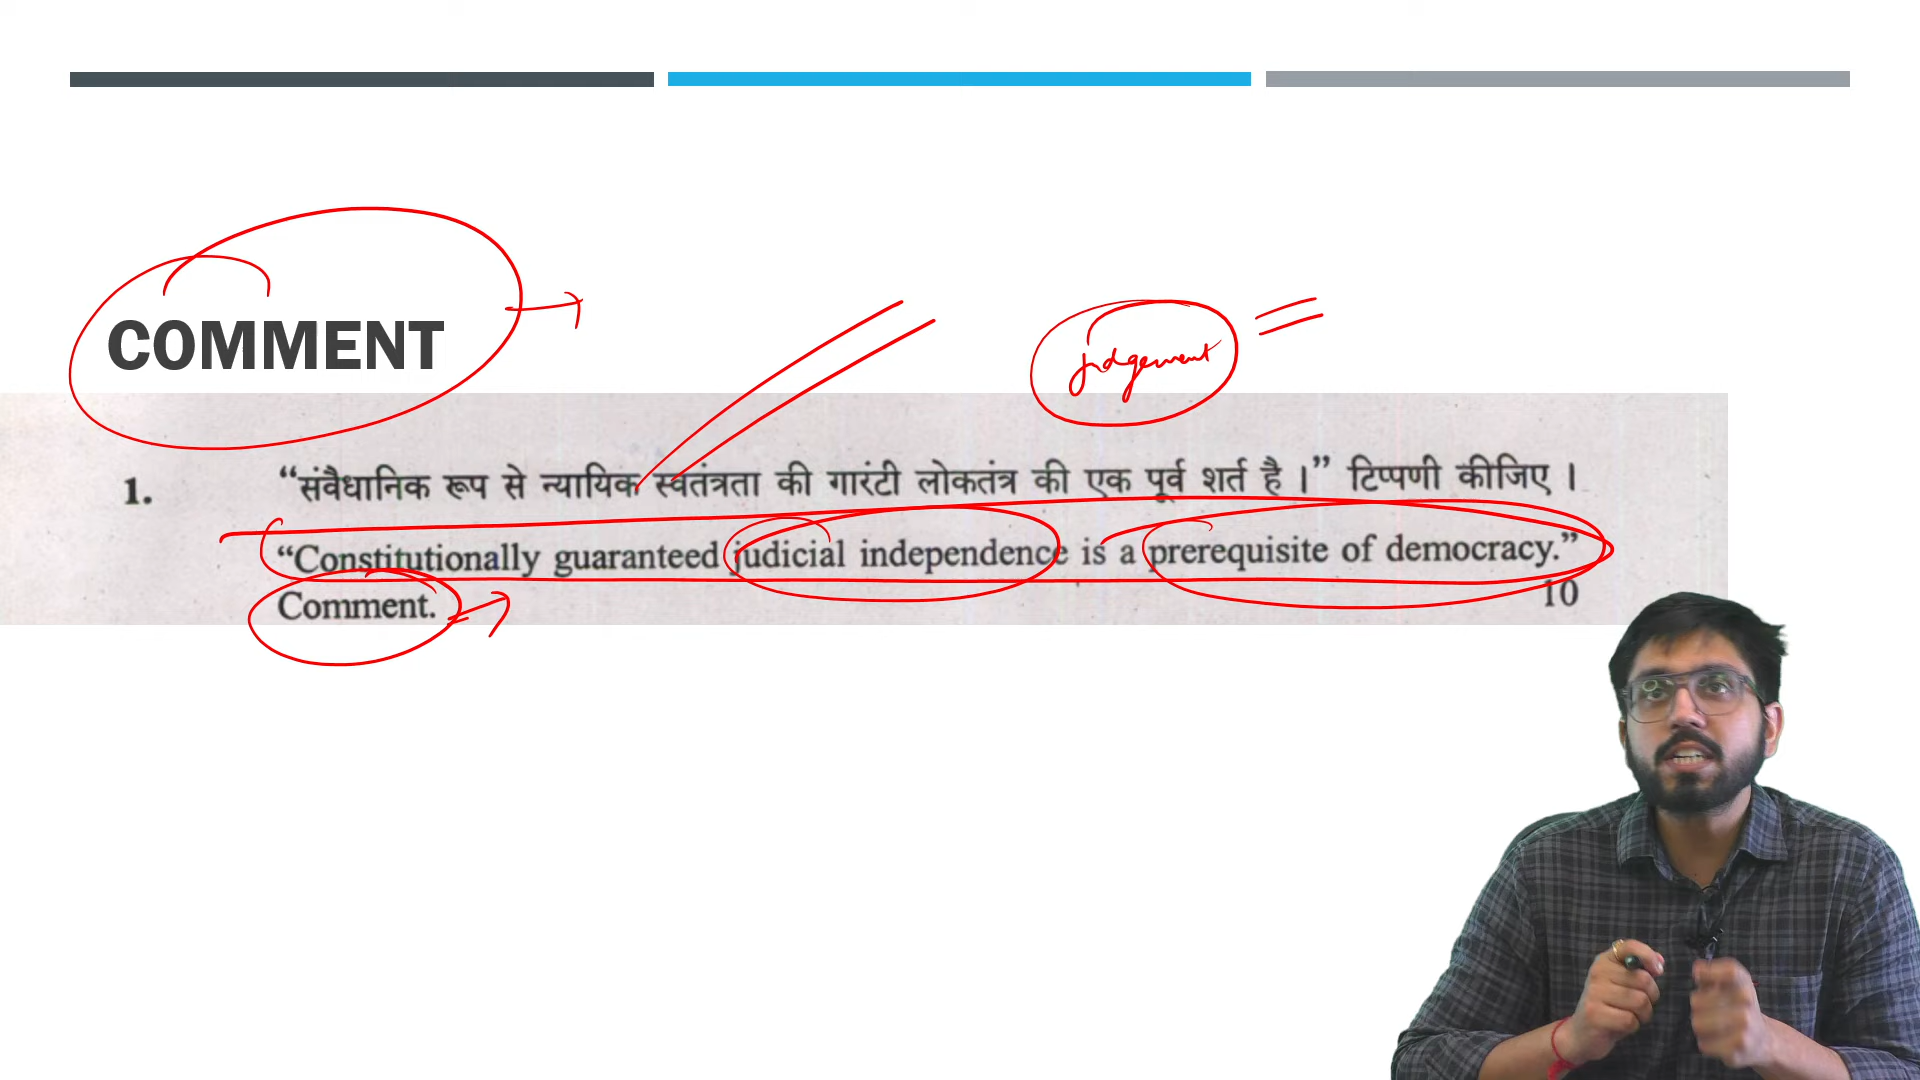 COMMENT
judgement
1. “संवैधानिक रूप से न्यायिक स्वतंत्रता की गारंटी लोकतंत्र की एक पूर्व शर्त है।” टिप्पणी कीजिए।
“Constitutionally guaranteed judicial independence is a prerequisite of democracy.”
Comment. 10